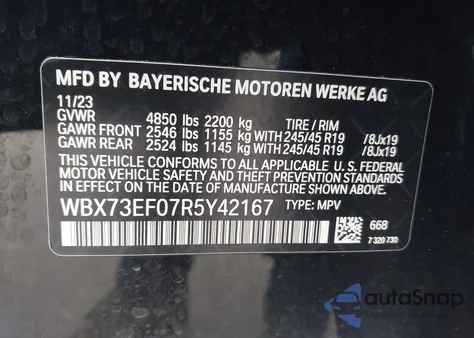 MFD BY BAYERISCHE MOTOREN WERKE AG
11/23
GVWR 4850 lbs 2200 kg TIRE / RIM
GAWR FRONT 2546 lbs 1155 kg WITH 245/45 R19 /8Jx19
GAWR REAR 2524 lbs 1145 kg WITH 245/45 R19 /8Jx19
THIS VEHICLE CONFORMS TO ALL APPLICABLE U.S. FEDERAL
MOTOR VEHICLE SAFETY AND THEFT PREVENTION STANDARDS IN
EFFECT ON THE DATE OF MANUFACTURE SHOWN ABOVE.
WBX73EF07R5Y42167 TYPE: MPV
668
7 320 730
autoSnap